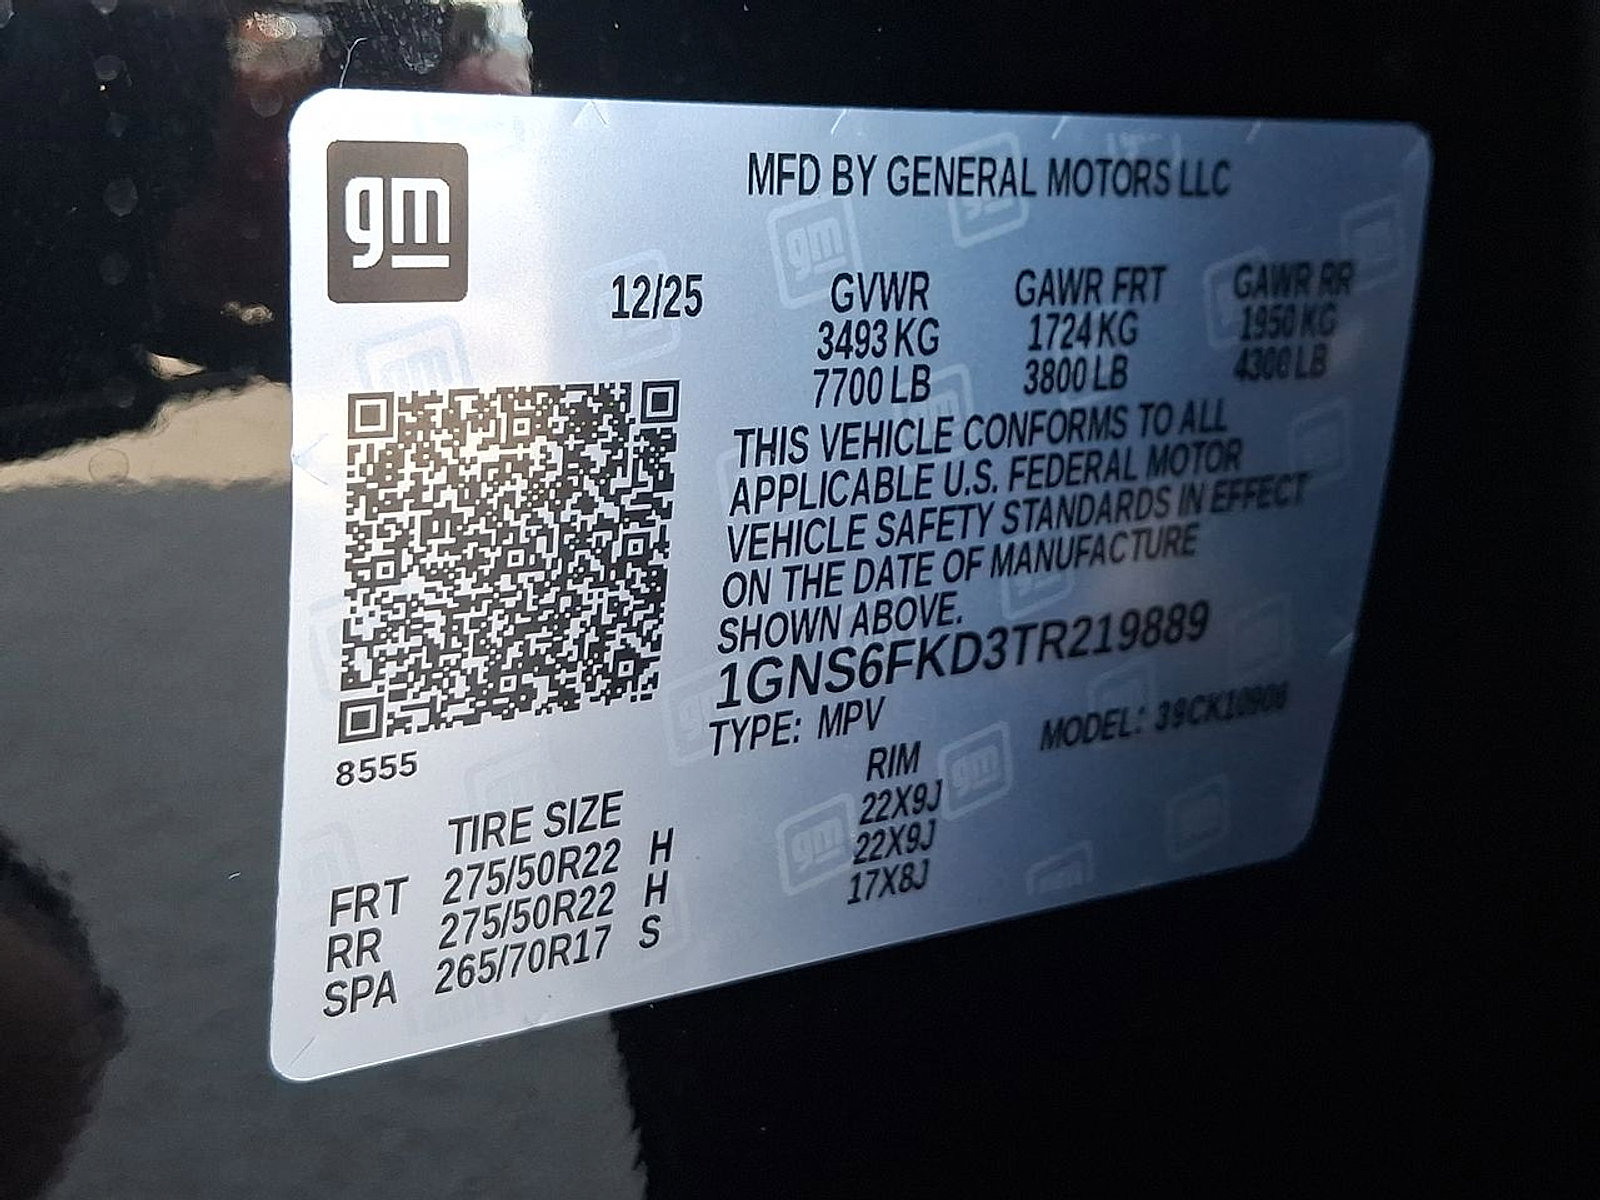 gm
MFD BY GENERAL MOTORS LLC
12/25
GVWR GAWR FRT GAWR RR
3493 KG 1724 KG 1950 KG
7700 LB 3800 LB 4300 LB
THIS VEHICLE CONFORMS TO ALL
APPLICABLE U.S. FEDERAL MOTOR
VEHICLE SAFETY STANDARDS IN EFFECT
ON THE DATE OF MANUFACTURE
SHOWN ABOVE.
1GNS6FKD3TR219889
TYPE: MPV MODEL: 39CK10906
8555
TIRE SIZE RIM
FRT 275/50R22 H 22X9J
RR 275/50R22 H 22X9J
SPA 265/70R17 S 17X8J